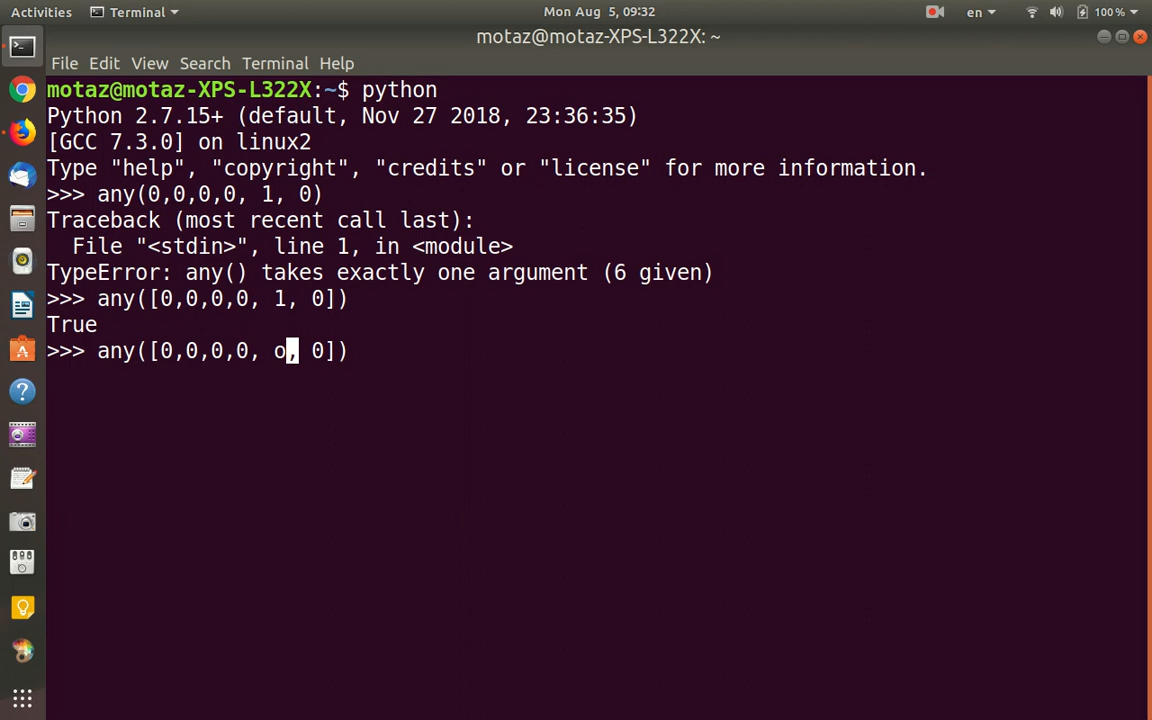 Activities Terminal Mon Aug 5, 09:32 en 100%
motaz@motaz-XPS-L322X: ~
File Edit View Search Terminal Help
motaz@motaz-XPS-L322X:~$ python
Python 2.7.15+ (default, Nov 27 2018, 23:36:35)
[GCC 7.3.0] on linux2
Type "help", "copyright", "credits" or "license" for more information.
>>> any(0,0,0,0, 1, 0)
Traceback (most recent call last):
  File "<stdin>", line 1, in <module>
TypeError: any() takes exactly one argument (6 given)
>>> any([0,0,0,0, 1, 0])
True
>>> any([0,0,0,0, o, 0])